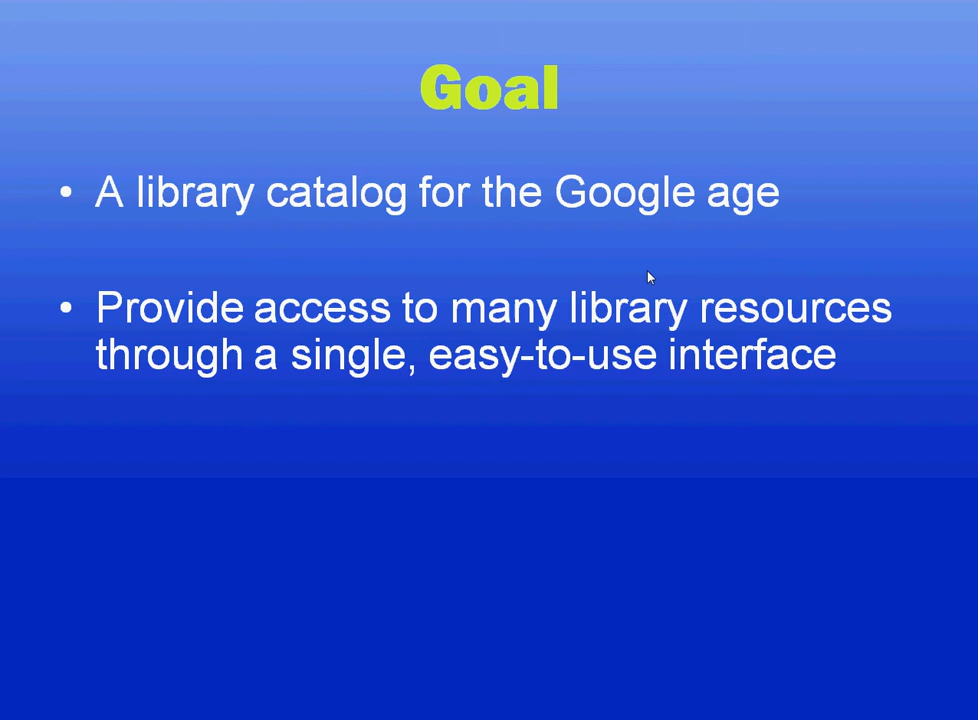 Goal
• A library catalog for the Google age
• Provide access to many library resources
through a single, easy-to-use interface